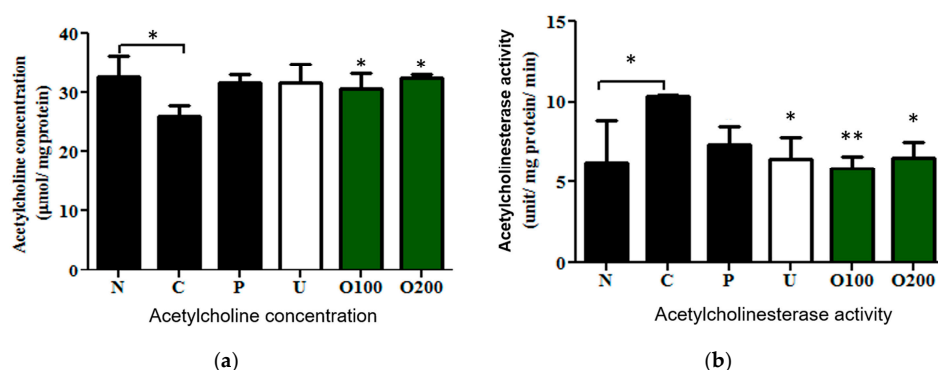 Acetylcholine concentration
(µmol/ mg protein)
40
30
20
10
0
*
*
*
N C P U O100 O200
Acetylcholine concentration
(a)
Acetylcholinesterase activity
(unit/ mg protein/ min)
15
10
5
0
*
*
**
*
N C P U O100 O200
Acetylcholinesterase activity
(b)